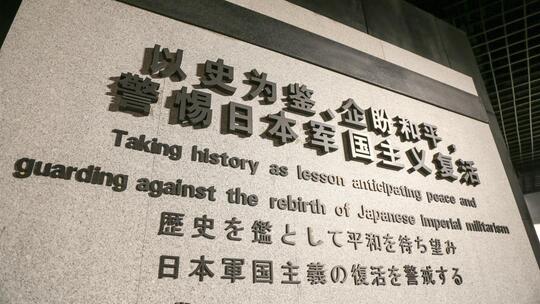 以史为鉴、企盼和平，
警惕日本军国主义复活
Taking history as lesson anticipating peace and
guarding against the rebirth of Japanese imperial militarism
歴史を鑑として平和を待ち望み
日本軍国主義の復活を警戒する